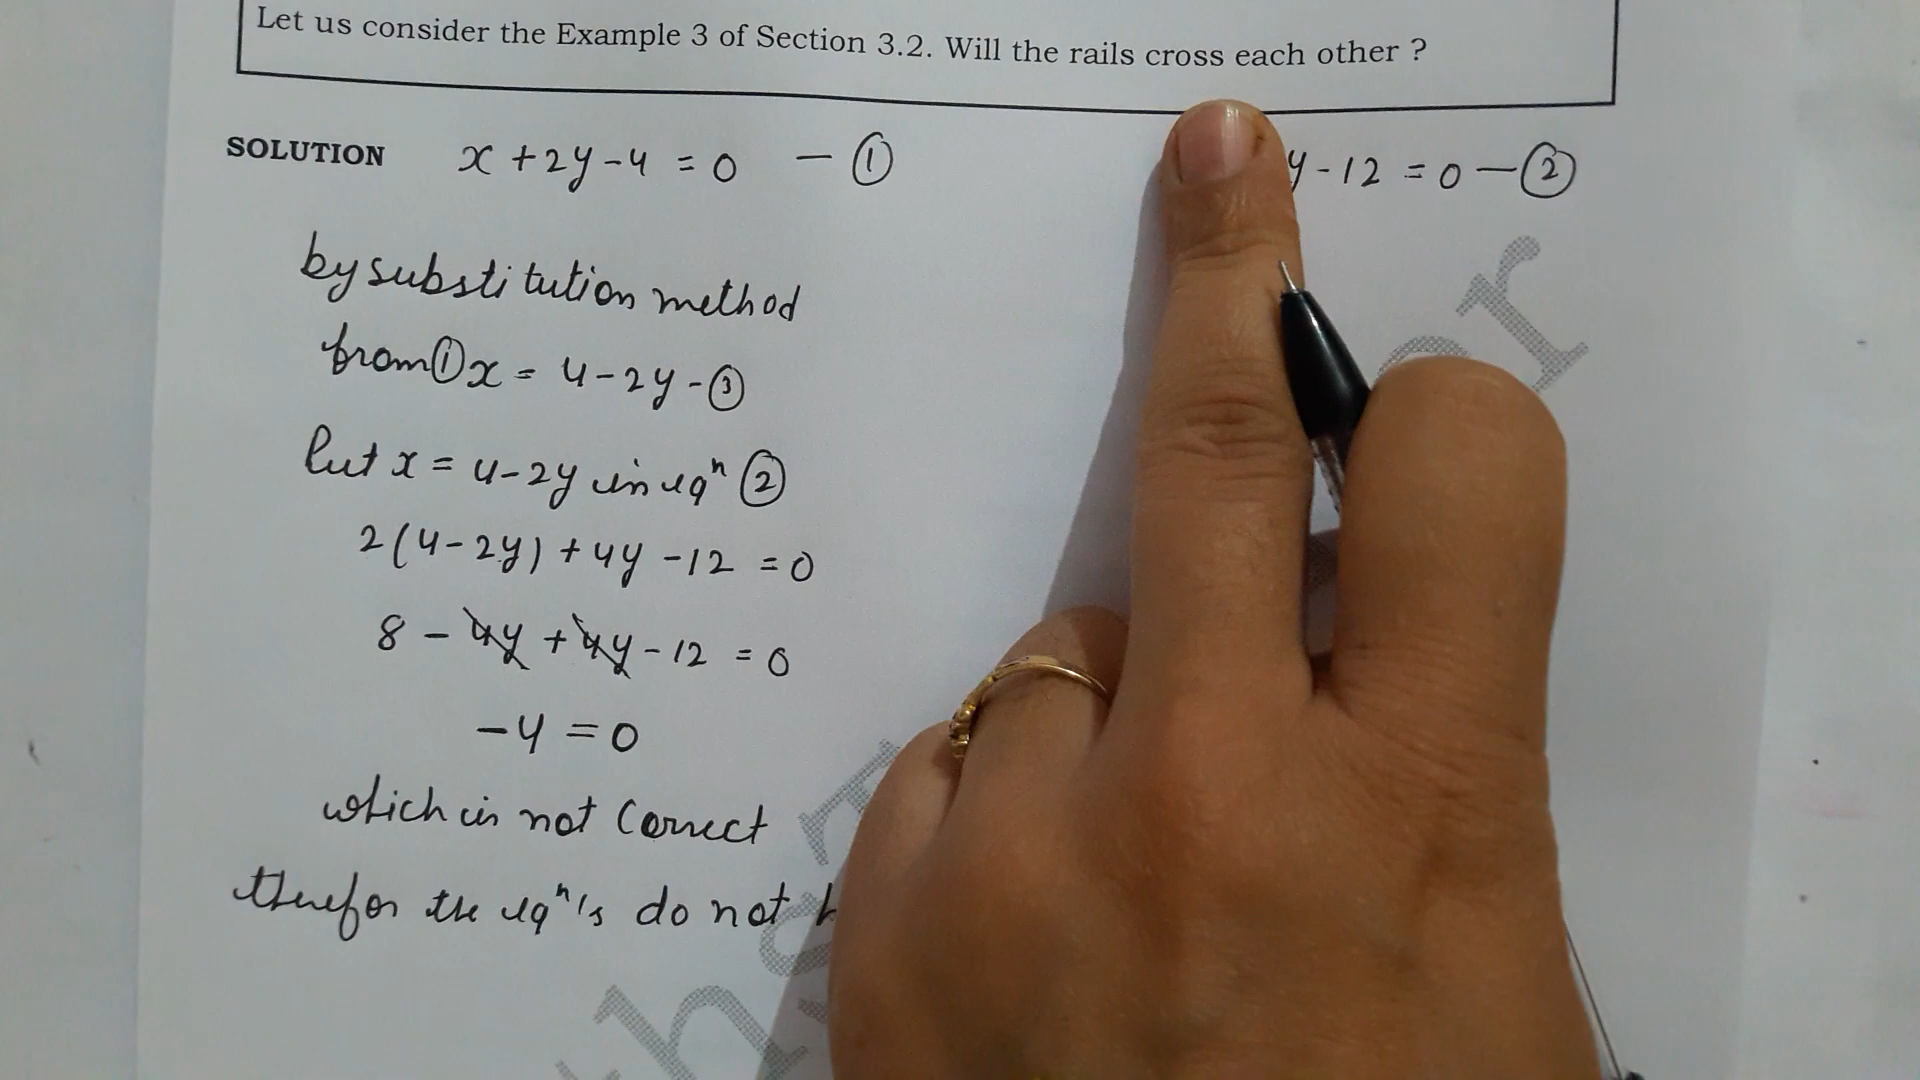 Let us consider the Example 3 of Section 3.2. Will the rails cross each other ?
SOLUTION x + 2y - 4 = 0 - ① y - 12 = 0 - ②
by substitution method
from ① x = 4 - 2y - ③
Put x = 4 - 2y in eqⁿ ②
2(4 - 2y) + 4y - 12 = 0
8 - 4y + 4y - 12 = 0
-4 = 0
which is not correct
therefor the eqⁿ's do not